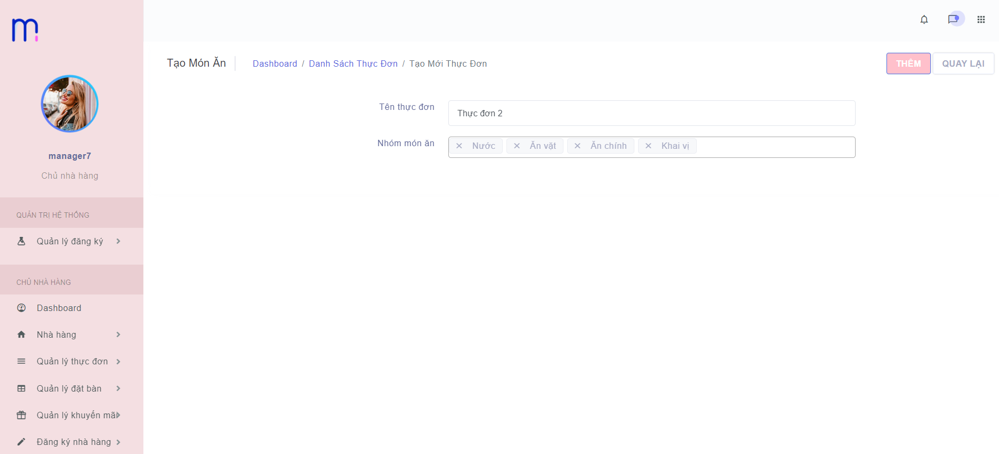 m
manager7
Chủ nhà hàng
QUẢN TRỊ HỆ THỐNG
Quản lý đăng ký
CHỦ NHÀ HÀNG
Dashboard
Nhà hàng
Quản lý thực đơn
Quản lý đặt bàn
Quản lý khuyến mãi
Đăng ký nhà hàng
Tạo Món Ăn
Dashboard / Danh Sách Thực Đơn / Tạo Mới Thực Đơn
THÊM QUAY LẠI
Tên thực đơn Thực đơn 2
Nhóm món ăn × Nước × Ăn vặt × Ăn chính × Khai vị